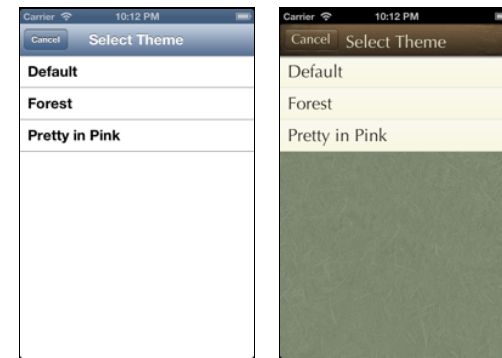 Carrier 10:12 PM
Cancel Select Theme
Default
Forest
Pretty in Pink
Carrier 10:12 PM
Cancel Select Theme
Default
Forest
Pretty in Pink